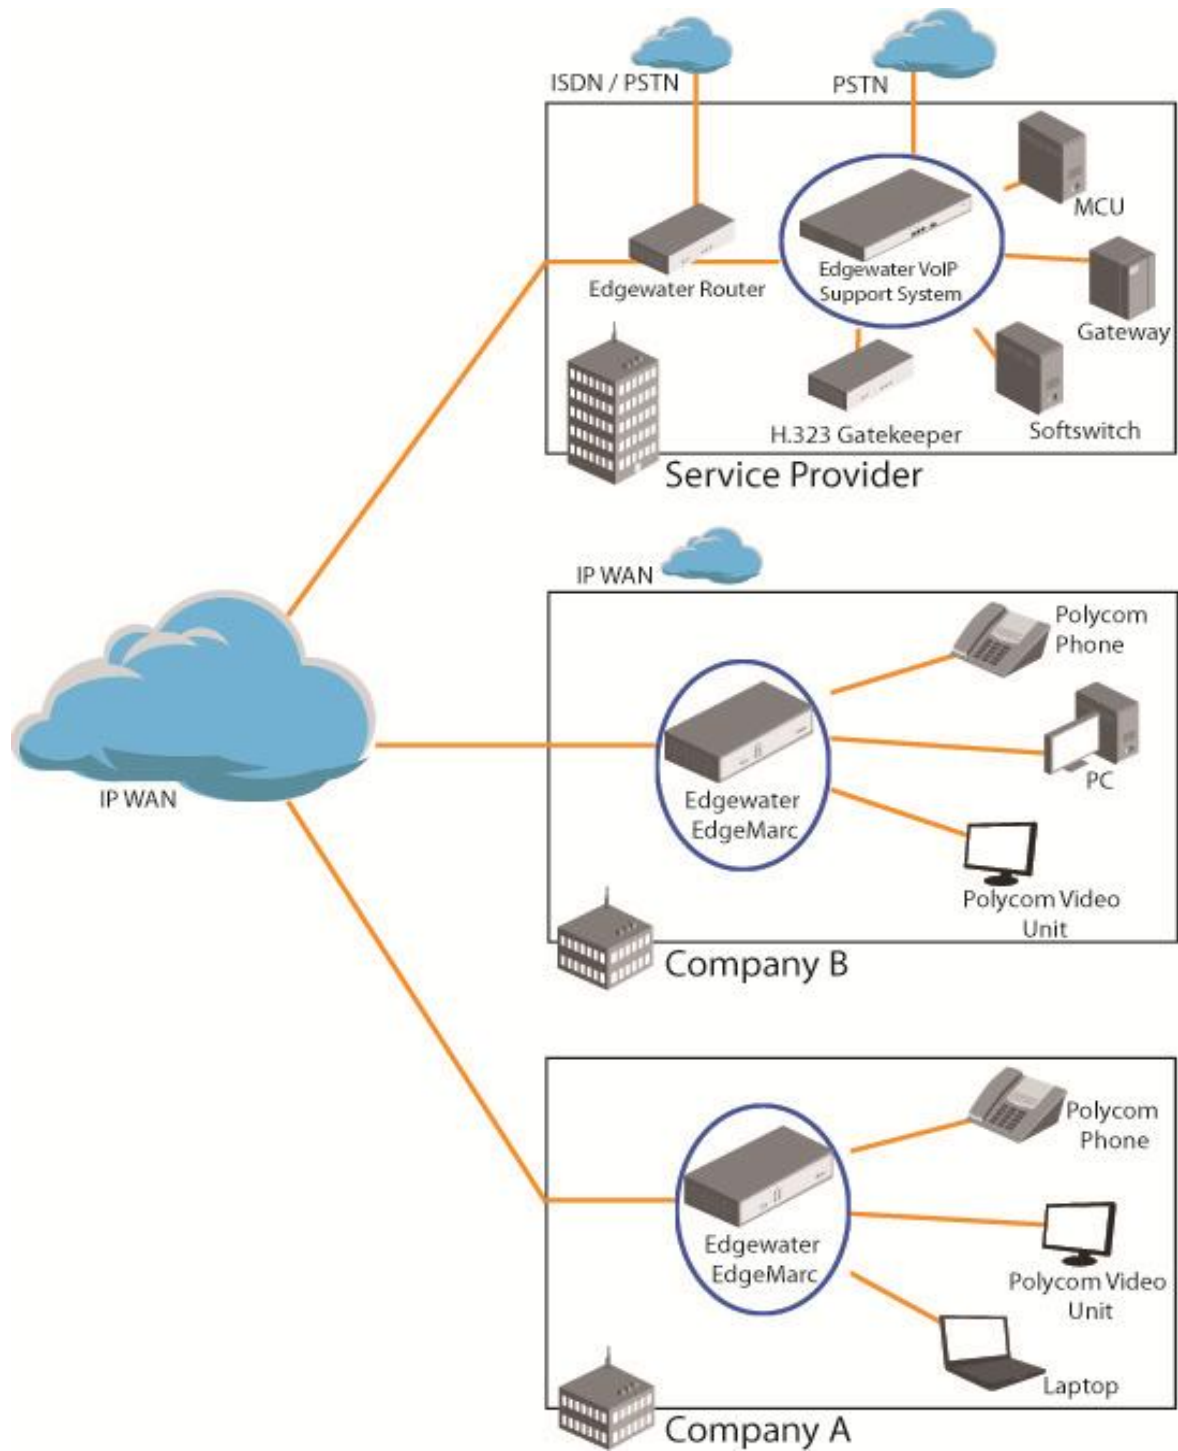 ISDN / PSTN
PSTN
MCU
Edgewater Router
Edgewater VoIP
Support System
Gateway
H.323 Gatekeeper
Softswitch
Service Provider
IP WAN
Polycom
Phone
IP WAN
PC
Edgewater
EdgeMarc
Polycom Video
Unit
Company B
Polycom
Phone
Edgewater
EdgeMarc
Polycom Video
Unit
Laptop
Company A